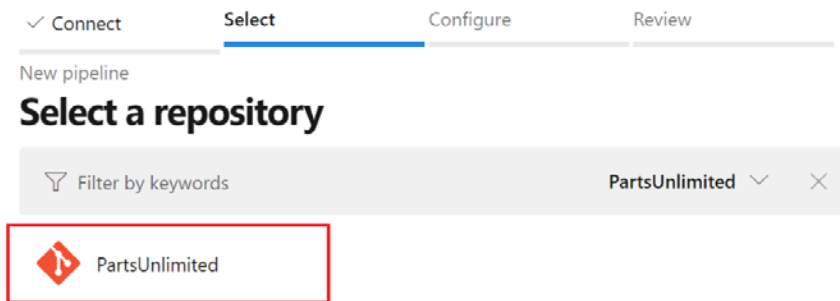 ✓ Connect Select Configure Review
New pipeline
Select a repository
Filter by keywords PartsUnlimited
PartsUnlimited